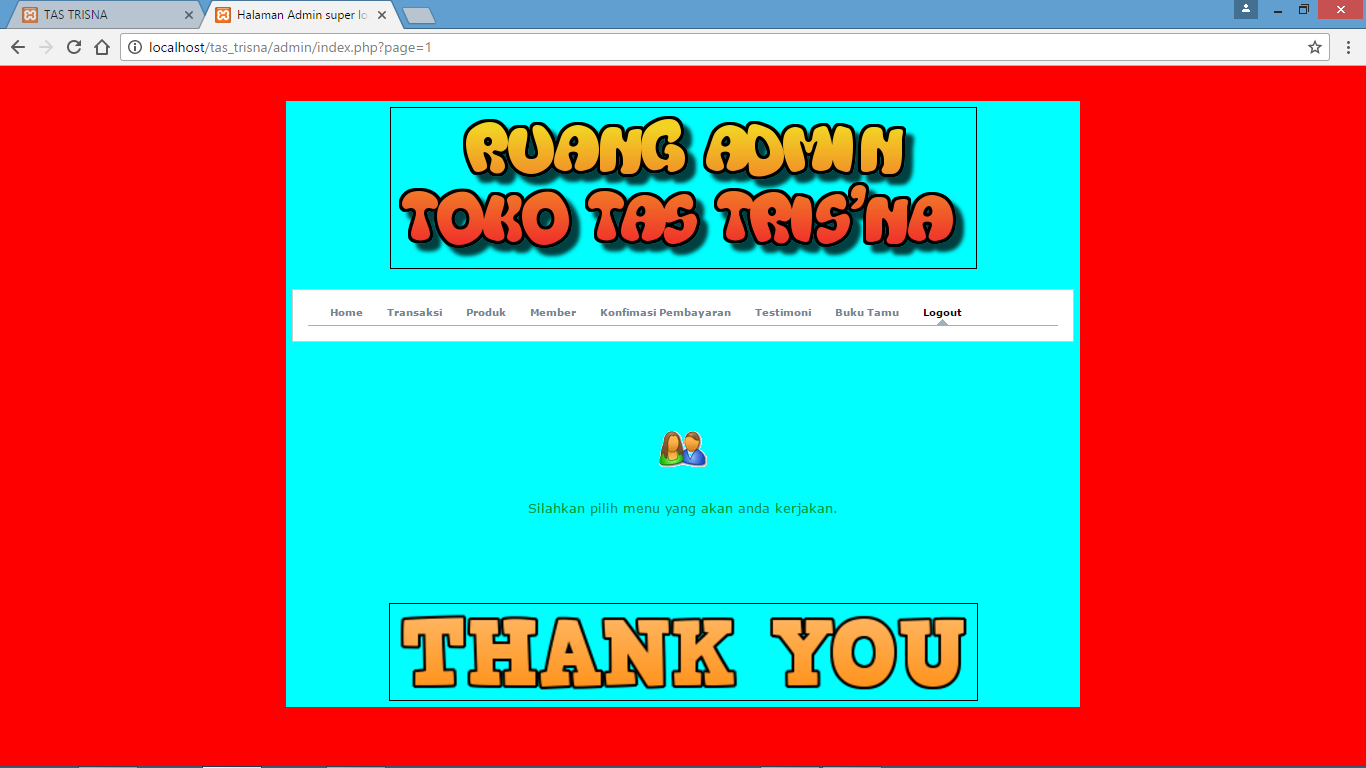 TAS TRISNA
Halaman Admin super lo
localhost/tas_trisna/admin/index.php?page=1
RUANG ADMIN
TOKO TAS TRIS'NA
Home Transaksi Produk Member Konfimasi Pembayaran Testimoni Buku Tamu Logout
Silahkan pilih menu yang akan anda kerjakan.
THANK YOU